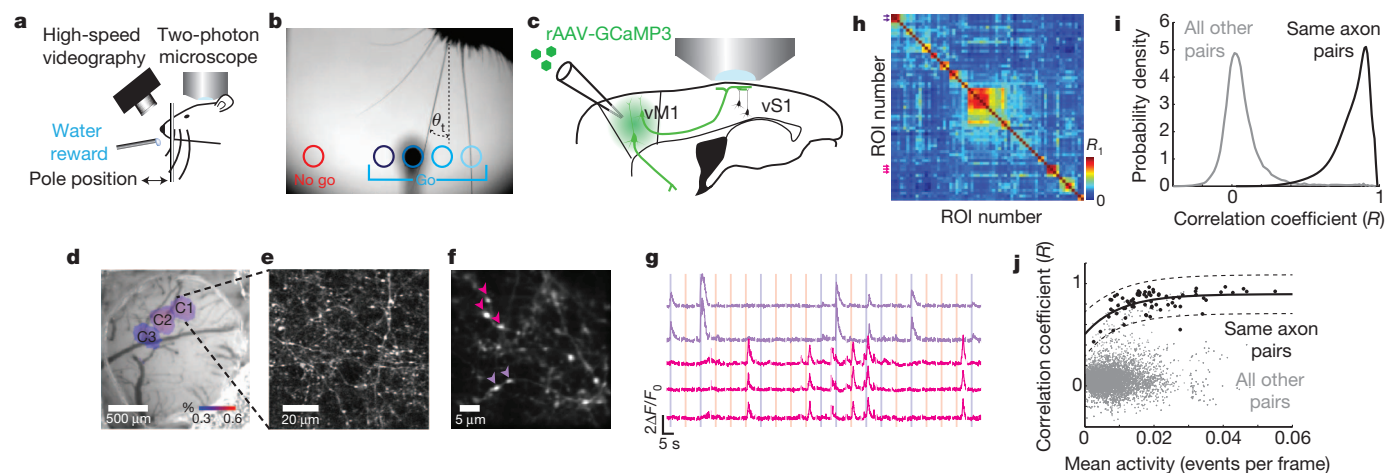 a
High-speed
videography
Two-photon
microscope
Water
reward
Pole position
b
θt
No go
Go
c
rAAV-GCaMP3
vM1
vS1
d
C1
C2
C3
500 μm
%
0.3
0.6
e
20 μm
f
5 μm
g
2ΔF/F0
5 s
h
ROI number
ROI number
R
1
0
i
Probability density
6
5
4
3
2
1
0
All other
pairs
Same axon
pairs
0
1
Correlation coefficient (R)
j
Correlation coefficient (R)
1
0
Same axon
pairs
All other
pairs
0
0.02
0.04
0.06
Mean activity (events per frame)